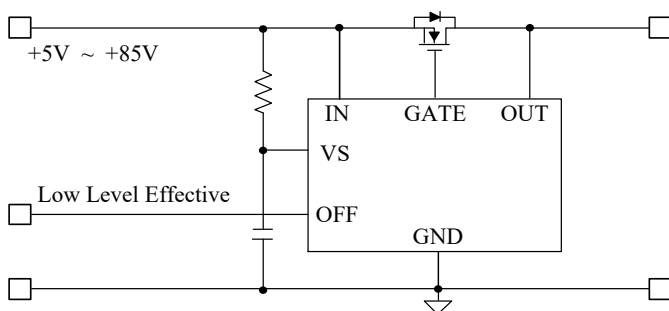 +5V ~ +85V
IN GATE OUT
VS
Low Level Effective
OFF
GND